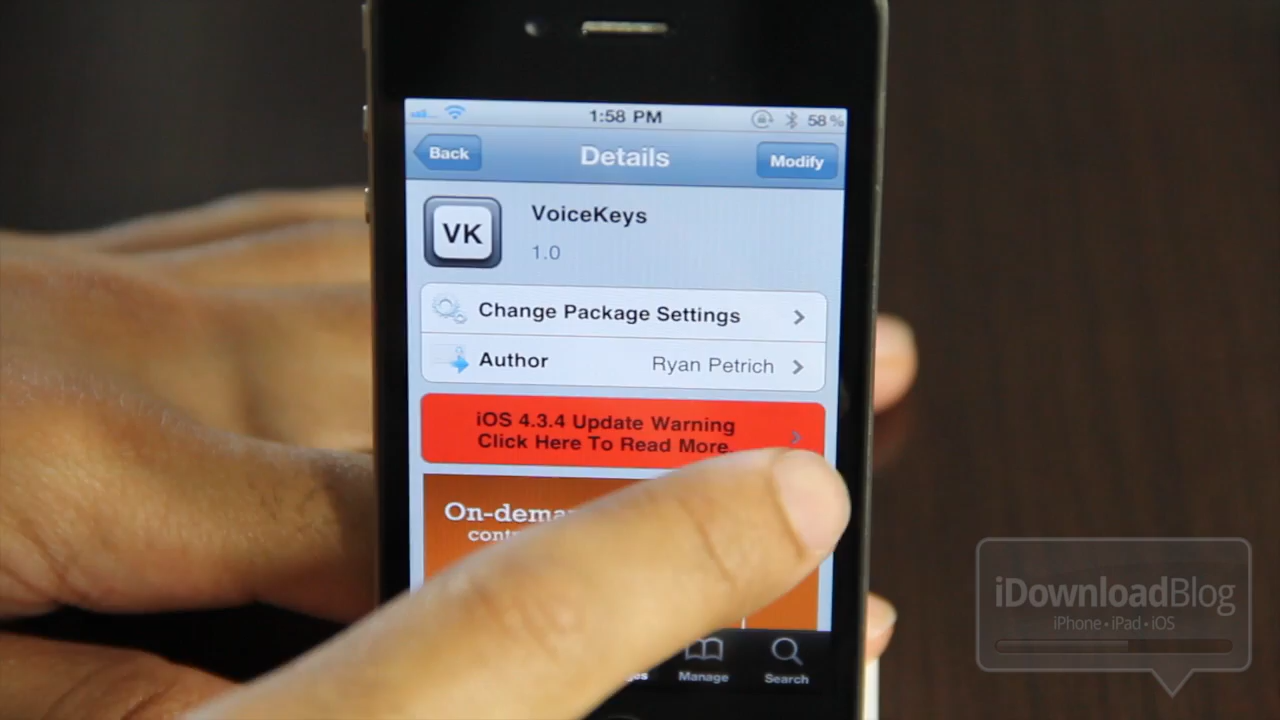 1:58 PM
58%
Back
Details
Modify
VK
VoiceKeys
1.0
Change Package Settings
Author
Ryan Petrich
iOS 4.3.4 Update Warning
Click Here To Read More.
Manage
Search
iDownloadBlog
iPhone • iPad • iOS